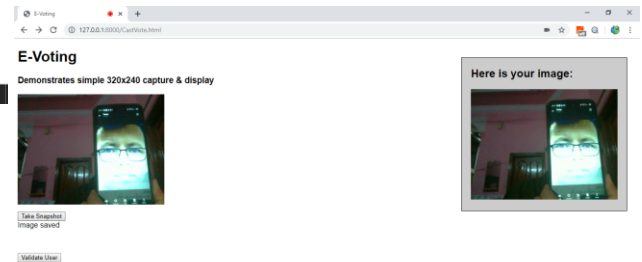 E-Voting
127.0.0.1:8000/CastVote.html
E-Voting
Demonstrates simple 320x240 capture & display
Here is your image:
Take Snapshot
Image saved
Validate User